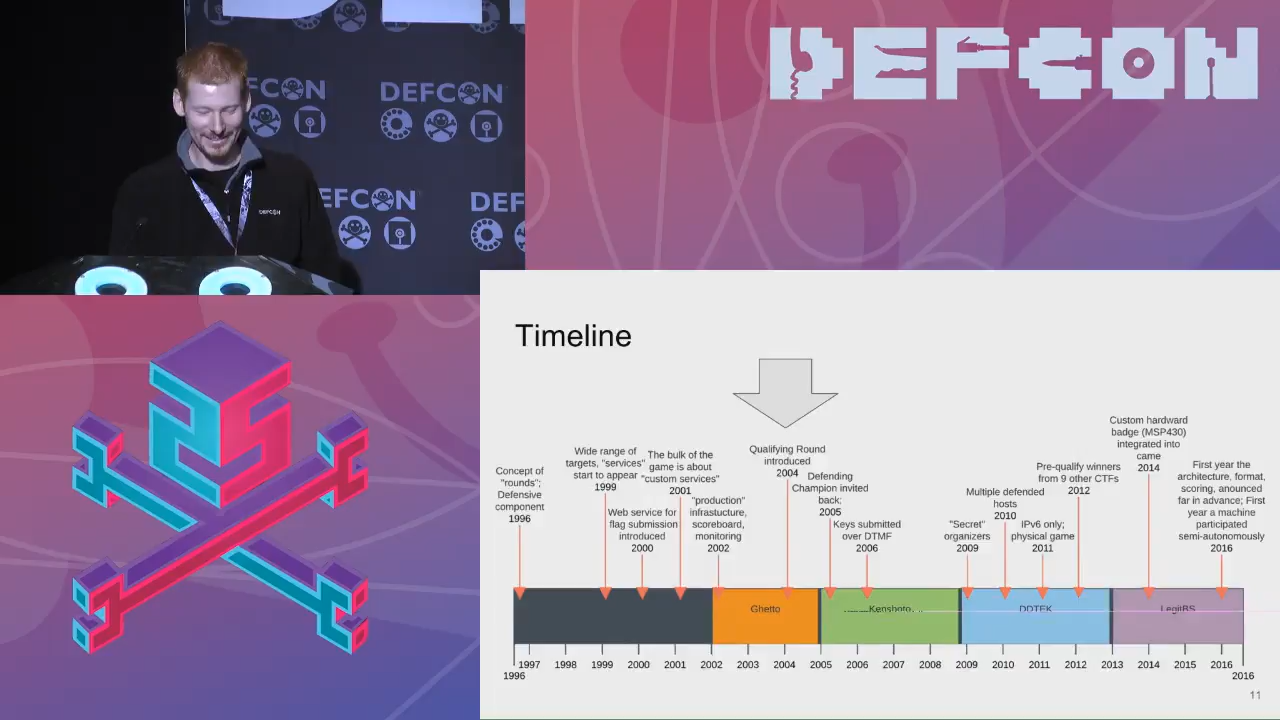 DEFCON
DEFCON
DEFCON
EFCON
DEF
DEFCON
Timeline
Concept of
"rounds";
Defensive
component
1996
Wide range of
targets, "services"
start to appear
1999
Web service for
flag submission
introduced
2000
The bulk of the
game is about
"custom services"
2001
"production"
infrastucture,
scoreboard,
monitoring
2002
Qualifying Round
introduced
2004
Defending
Champion invited
back;
2005
Keys submitted
over DTMF
2006
"Secret"
organizers
2009
Multiple defended
hosts
2010
IPv6 only;
physical game
2011
Pre-qualify winners
from 9 other CTFs
2012
Custom hardward
badge (MSP430)
integrated into
came
2014
First year the
architecture, format,
scoring, anounced
far in advance; First
year a machine
participated
semi-autonomously
2016
Ghetto
Kenshoto, ..
DDTEK
LegitBS
1997 1998 1999 2000 2001 2002 2003 2004 2005 2006 2007 2008 2009 2010 2011 2012 2013 2014 2015 2016
1996 2016
11